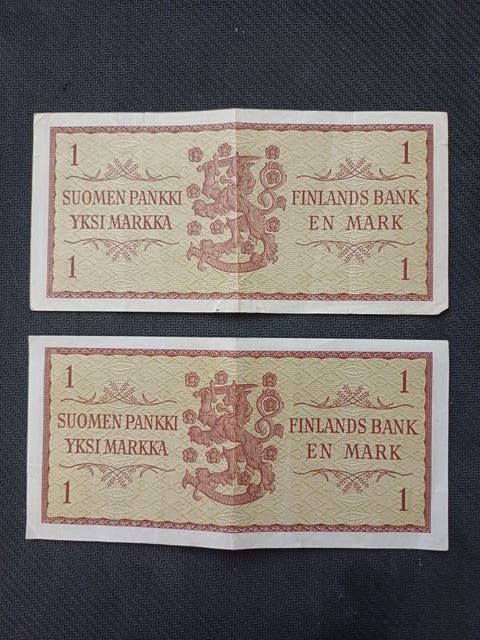 1 1
SUOMEN PANKKI FINLANDS BANK
YKSI MARKKA EN MARK
1 1
1 1
SUOMEN PANKKI FINLANDS BANK
YKSI MARKKA EN MARK
1 1